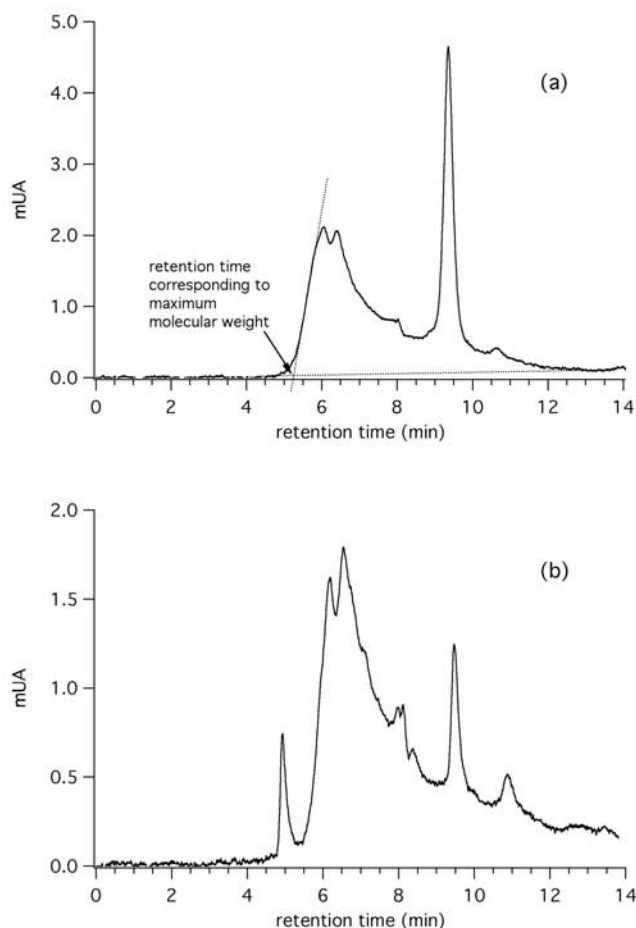 5.0
(a)
4.0
3.0
mUA
2.0
retention time
corresponding to
maximum
molecular weight
1.0
0.0
0 2 4 6 8 10 12 14
retention time (min)
2.0
(b)
1.5
mUA
1.0
0.5
0.0
0 2 4 6 8 10 12 14
retention time (min)